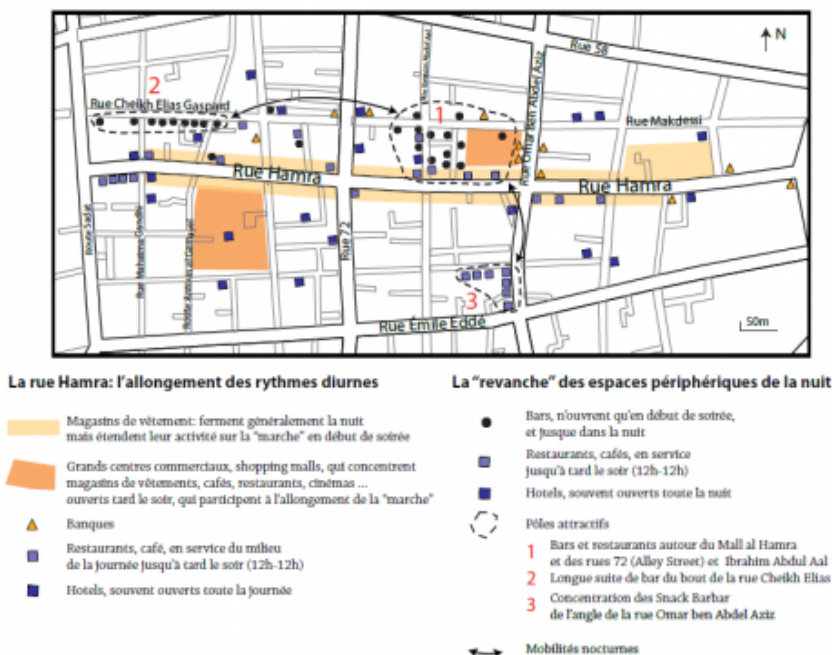 N
Rue 58
2
Rue Cheikh Elias Gaspard
1
Rue Omar Ben Abdel Aziz
Rue Makdessi
Rue Hamra
Rue Hamra
Route Sadat
Rue Mahatma Gandhi
Rue 72
3
Rue Émile Eddé
50m
La rue Hamra: l'allongement des rythmes diurnes
Magasins de vêtement: ferment généralement la nuit
mais étendent leur activité sur la "marche" en début de soirée
Grands centres commerciaux, shopping malls, qui concentrent
magasins de vêtements, cafés, restaurants, cinémas ...
ouverts tard le soir, qui participent à l'allongement de la "marche"
Banques
Restaurants, café, en service du milieu
de la journée jusqu'à tard le soir (12h-12h)
Hotels, souvent ouverts toute la journée
La "revanche" des espaces périphériques de la nuit
Bars, n'ouvrent qu'en début de soirée,
et jusque dans la nuit
Restaurants, cafés, en service
jusqu'à tard le soir (12h-12h)
Hotels, souvent ouverts toute la nuit
Pôles attractifs
1 Bars et restaurants autour du Mall al Hamra
et des rues 72 (Alley Street) et Ibrahim Abdul Aal
2 Longue suite de bar du bout de la rue Cheikh Elias
3 Concentration des Snack Barbar
de l'angle de la rue Omar ben Abdel Aziz
Mobilités nocturnes